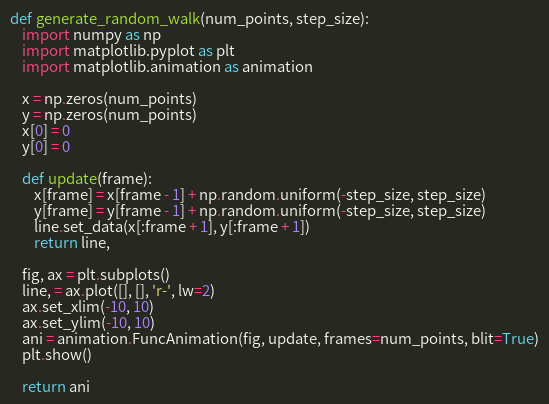 def generate_random_walk(num_points, step_size):
    import numpy as np
    import matplotlib.pyplot as plt
    import matplotlib.animation as animation

    x = np.zeros(num_points)
    y = np.zeros(num_points)
    x[0] = 0
    y[0] = 0

    def update(frame):
        x[frame] = x[frame - 1] + np.random.uniform(-step_size, step_size)
        y[frame] = y[frame - 1] + np.random.uniform(-step_size, step_size)
        line.set_data(x[:frame + 1], y[:frame + 1])
        return line,

    fig, ax = plt.subplots()
    line, = ax.plot([], [], 'r-', lw=2)
    ax.set_xlim(-10, 10)
    ax.set_ylim(-10, 10)
    ani = animation.FuncAnimation(fig, update, frames=num_points, blit=True)
    plt.show()

    return ani